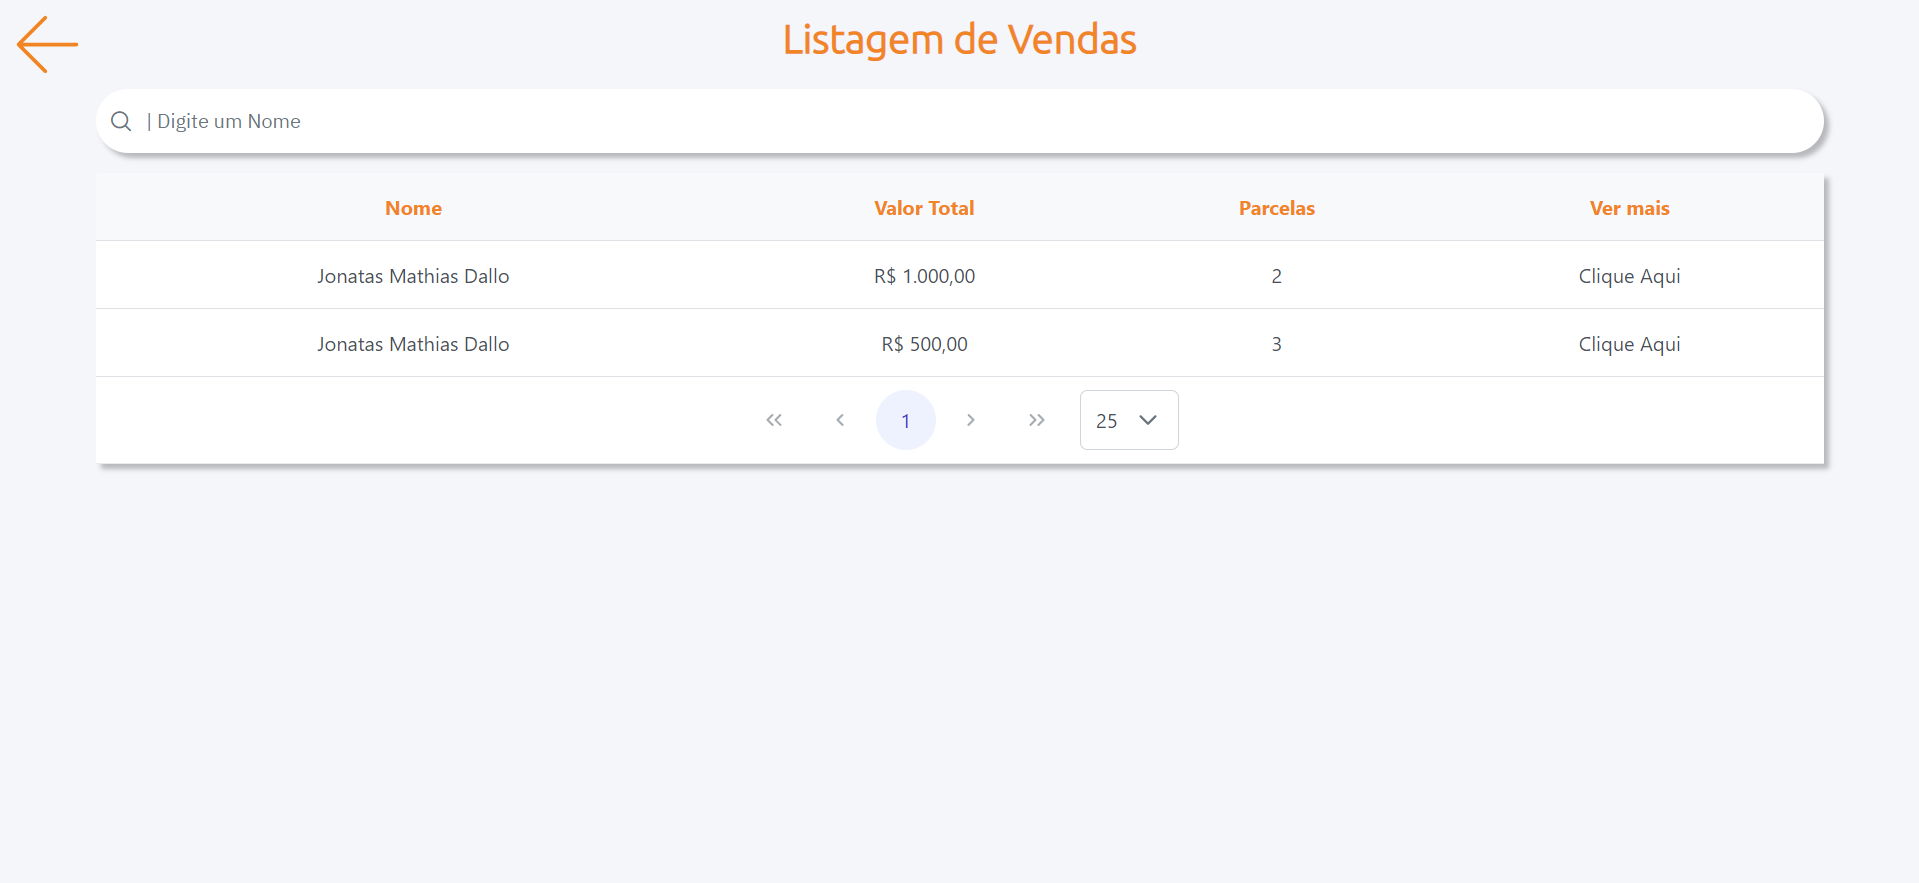 Listagem de Vendas
| Digite um Nome
Nome Valor Total Parcelas Ver mais
Jonatas Mathias Dallo R$ 1.000,00 2 Clique Aqui
Jonatas Mathias Dallo R$ 500,00 3 Clique Aqui
1 25